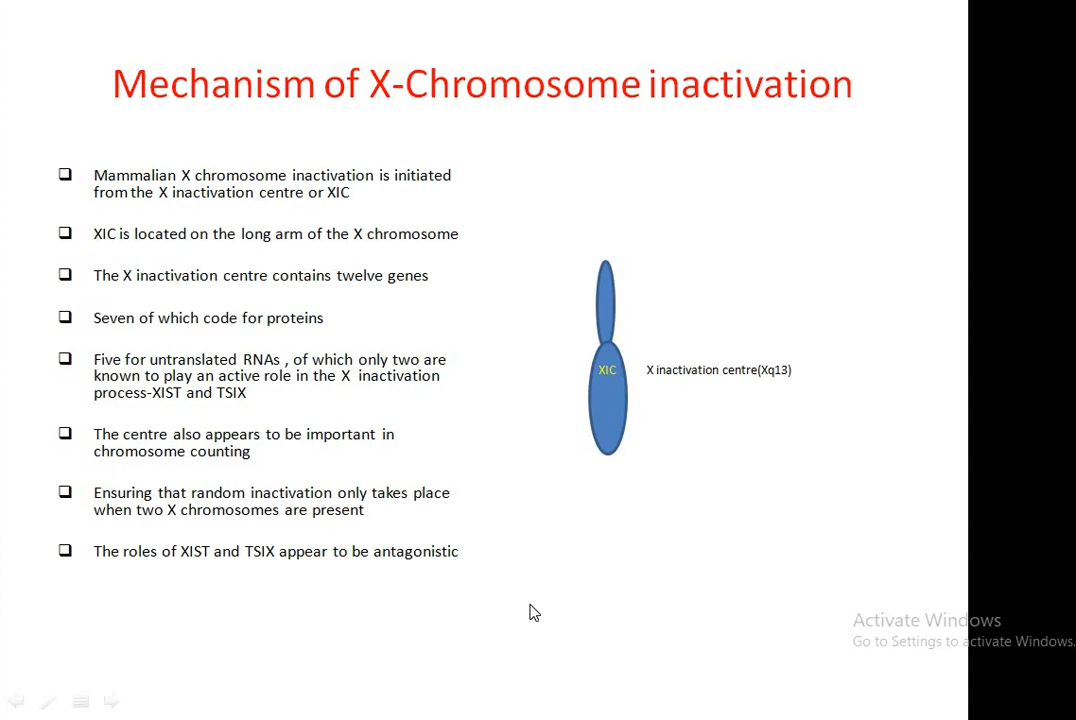 Mechanism of X-Chromosome inactivation
Mammalian X chromosome inactivation is initiated
from the X inactivation centre or XIC
XIC is located on the long arm of the X chromosome
The X inactivation centre contains twelve genes
Seven of which code for proteins
Five for untranslated RNAs , of which only two are
known to play an active role in the X inactivation
process-XIST and TSIX
The centre also appears to be important in
chromosome counting
Ensuring that random inactivation only takes place
when two X chromosomes are present
The roles of XIST and TSIX appear to be antagonistic
XIC
X inactivation centre(Xq13)
Activate Windows
Go to Settings to activate Windows.